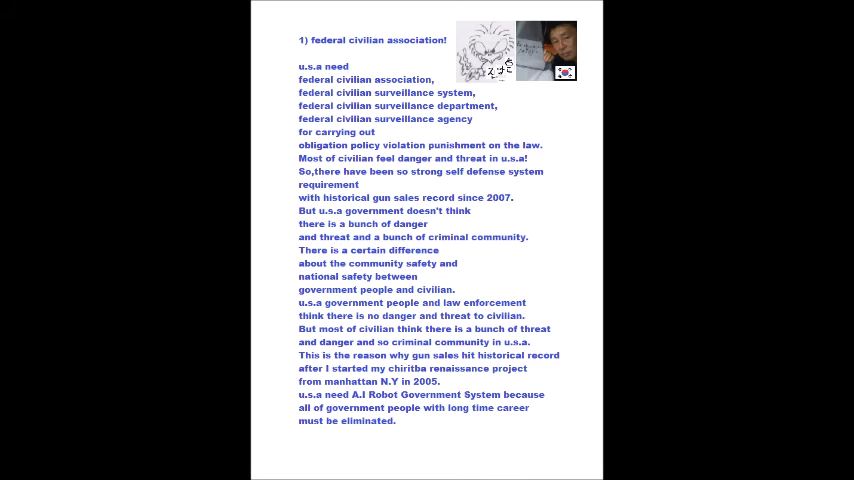 1) federal civilian association!
u.s.a need
federal civilian association,
federal civilian surveillance system,
federal civilian surveillance department,
federal civilian surveillance agency
for carrying out
obligation policy violation punishment on the law.
Most of civilian feel danger and threat in u.s.a!
So,there have been so strong self defense system
requirement
with historical gun sales record since 2007.
But u.s.a government doesn't think
there is a bunch of danger
and threat and a bunch of criminal community.
There is a certain difference
about the community safety and
national safety between
government people and civilian.
u.s.a government people and law enforcement
think there is no danger and threat to civilian.
But most of civilian think there is a bunch of threat
and danger and so criminal community in u.s.a.
This is the reason why gun sales hit historical record
after I started my chiritba renaissance project
from manhattan N.Y in 2005.
u.s.a need A.I Robot Government System because
all of government people with long time career
must be eliminated.